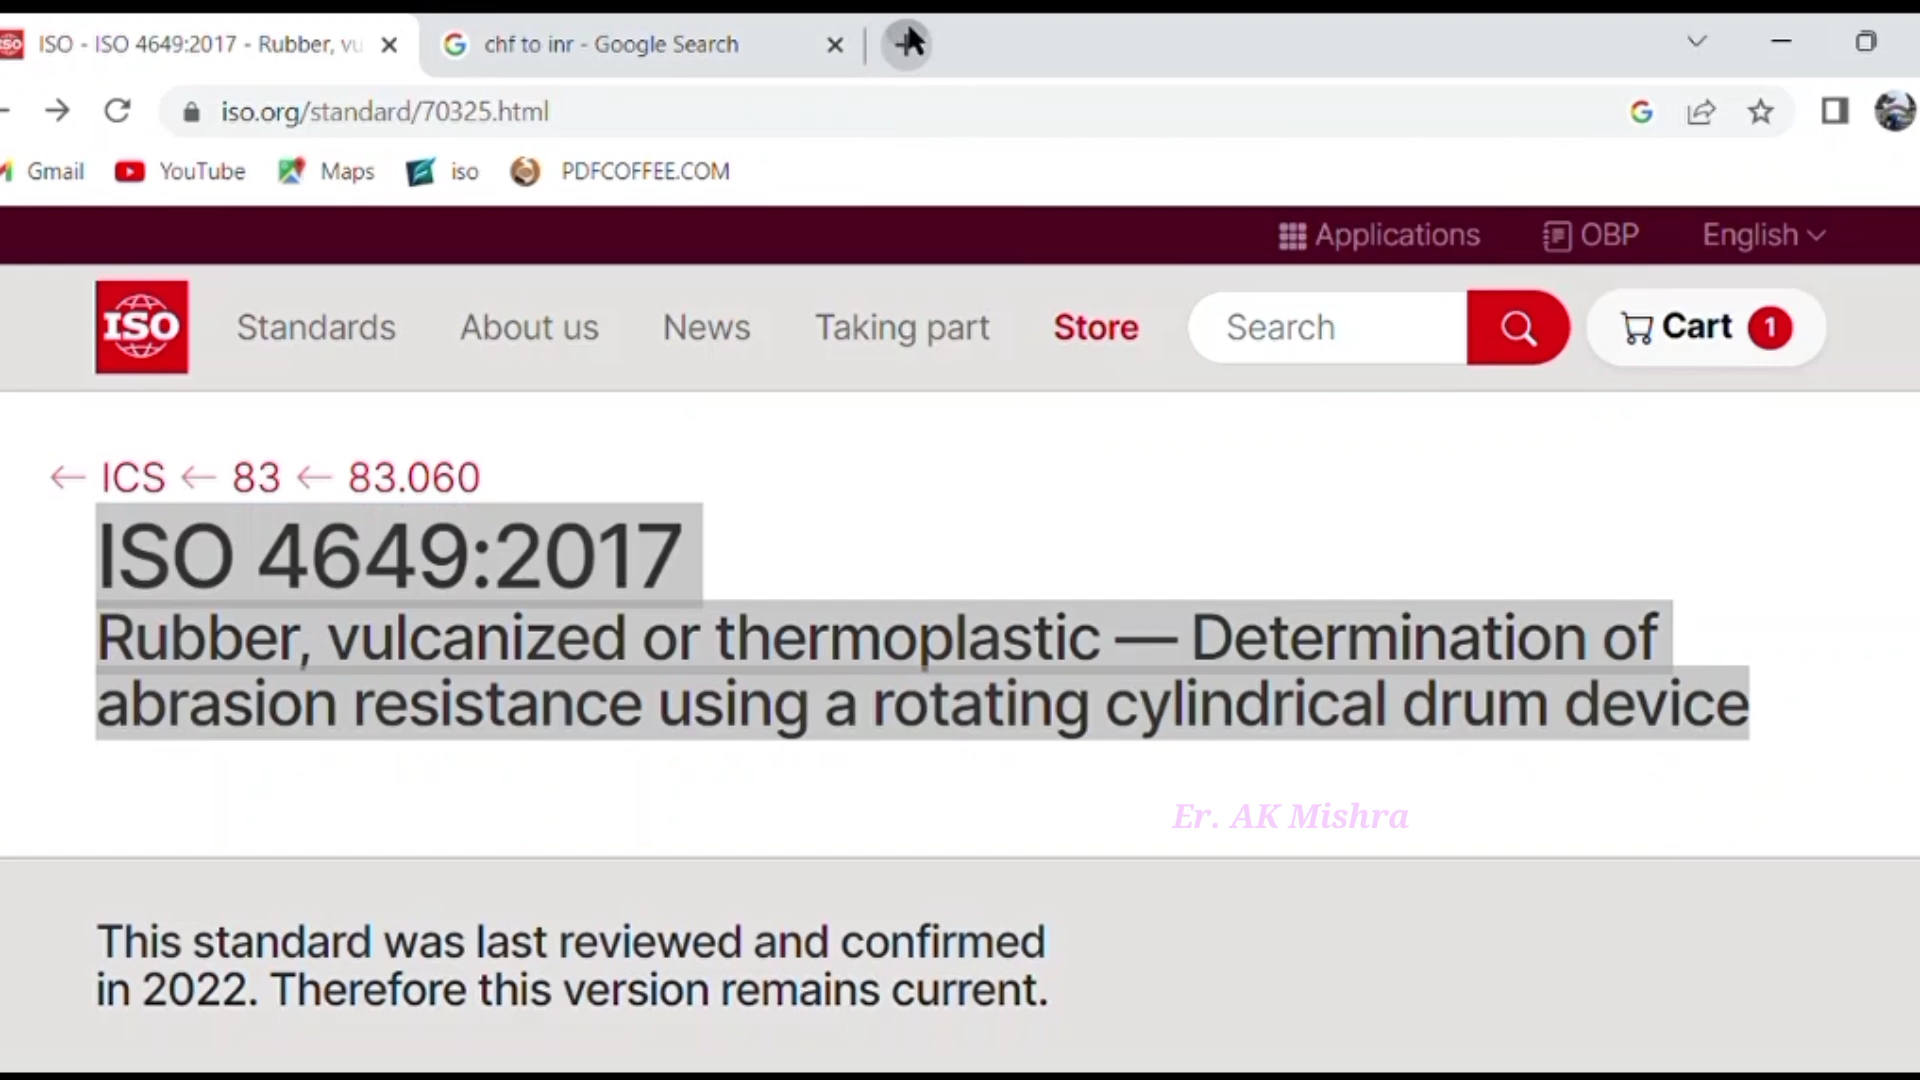 ISO - ISO 4649:2017 - Rubber, vu
chf to inr - Google Search
iso.org/standard/70325.html
Gmail YouTube Maps iso PDFCOFFEE.COM
Applications OBP English
ISO Standards About us News Taking part Store Search Cart 1
← ICS ← 83 ← 83.060
ISO 4649:2017
Rubber, vulcanized or thermoplastic — Determination of
abrasion resistance using a rotating cylindrical drum device
Er. AK Mishra
This standard was last reviewed and confirmed
in 2022. Therefore this version remains current.